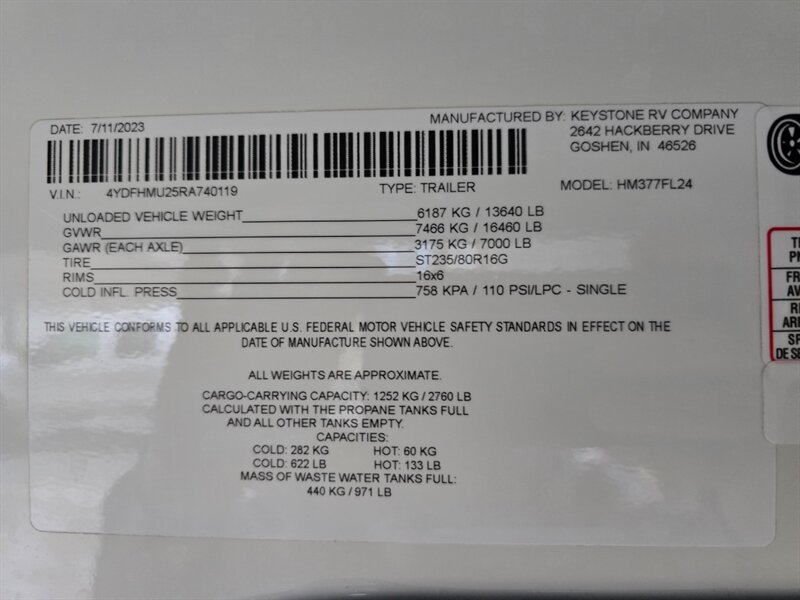 DATE: 7/11/2023
MANUFACTURED BY: KEYSTONE RV COMPANY
2642 HACKBERRY DRIVE
GOSHEN, IN 46526
V.I.N.: 4YDFHMU25RA740119 TYPE: TRAILER MODEL: HM377FL24
UNLOADED VEHICLE WEIGHT 6187 KG / 13640 LB
GVWR 7466 KG / 16460 LB
GAWR (EACH AXLE) 3175 KG / 7000 LB
TIRE ST235/80R16G
RIMS 16x6
COLD INFL. PRESS 758 KPA / 110 PSI/LPC - SINGLE
THIS VEHICLE CONFORMS TO ALL APPLICABLE U.S. FEDERAL MOTOR VEHICLE SAFETY STANDARDS IN EFFECT ON THE
DATE OF MANUFACTURE SHOWN ABOVE.
ALL WEIGHTS ARE APPROXIMATE.
CARGO-CARRYING CAPACITY: 1252 KG / 2760 LB
CALCULATED WITH THE PROPANE TANKS FULL
AND ALL OTHER TANKS EMPTY.
CAPACITIES:
COLD: 282 KG HOT: 60 KG
COLD: 622 LB HOT: 133 LB
MASS OF WASTE WATER TANKS FULL:
440 KG / 971 LB